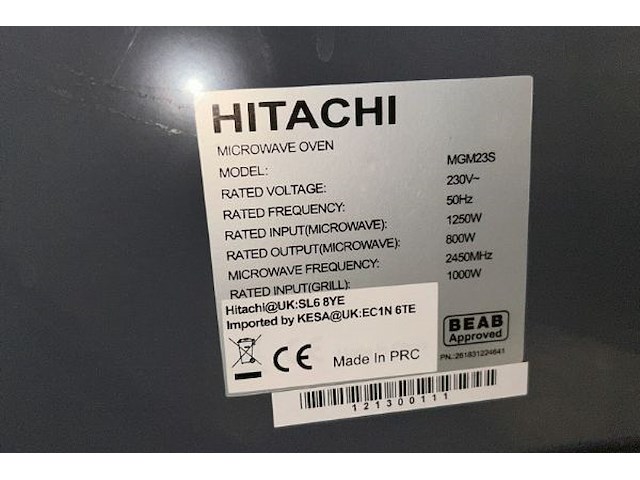 HITACHI
MICROWAVE OVEN
MODEL: MGM23S
RATED VOLTAGE: 230V~
RATED FREQUENCY: 50Hz
RATED INPUT(MICROWAVE): 1250W
RATED OUTPUT(MICROWAVE): 800W
MICROWAVE FREQUENCY: 2450MHz
RATED INPUT(GRILL): 1000W
Hitachi@UK:SL6 8YE
Imported by KESA@UK:EC1N 6TE
CE Made In PRC
BEAB
Approved
PN.:261831224641
121300111